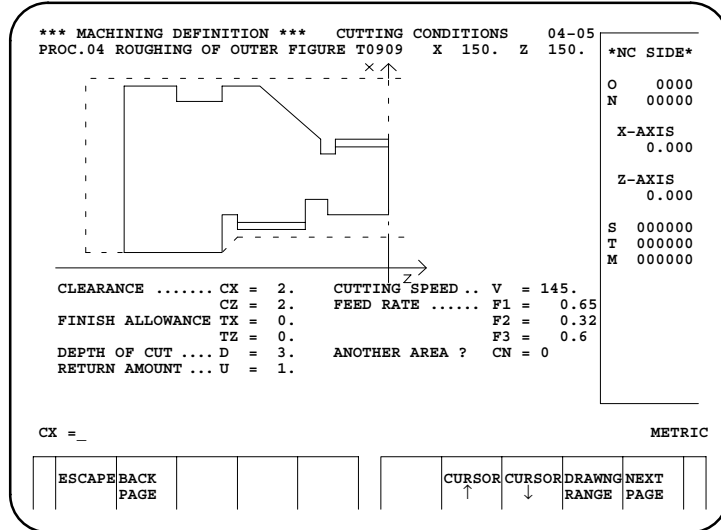 *** MACHINING DEFINITION *** CUTTING CONDITIONS 04-05
PROC.04 ROUGHING OF OUTER FIGURE T0909 X 150. Z 150.
*NC SIDE*
O 0000
N 00000
X-AXIS
0.000
Z-AXIS
0.000
S 000000
T 000000
M 000000
X
Z
CLEARANCE ....... CX = 2. CUTTING SPEED .. V = 145.
CZ = 2. FEED RATE ...... F1 = 0.65
FINISH ALLOWANCE TX = 0. F2 = 0.32
TZ = 0. F3 = 0.6
DEPTH OF CUT .... D = 3. ANOTHER AREA ? CN = 0
RETURN AMOUNT ... U = 1.
CX =_ METRIC
ESCAPE BACK PAGE CURSOR ↑ CURSOR ↓ DRAWNG RANGE NEXT PAGE